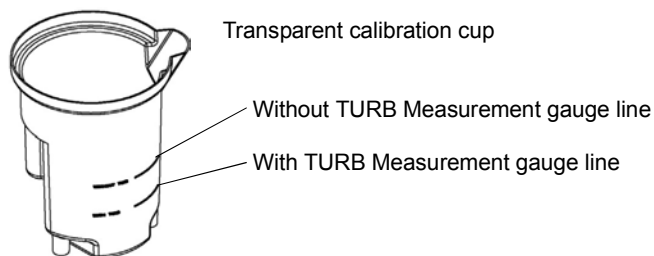 Transparent calibration cup
Without TURB Measurement gauge line
With TURB Measurement gauge line